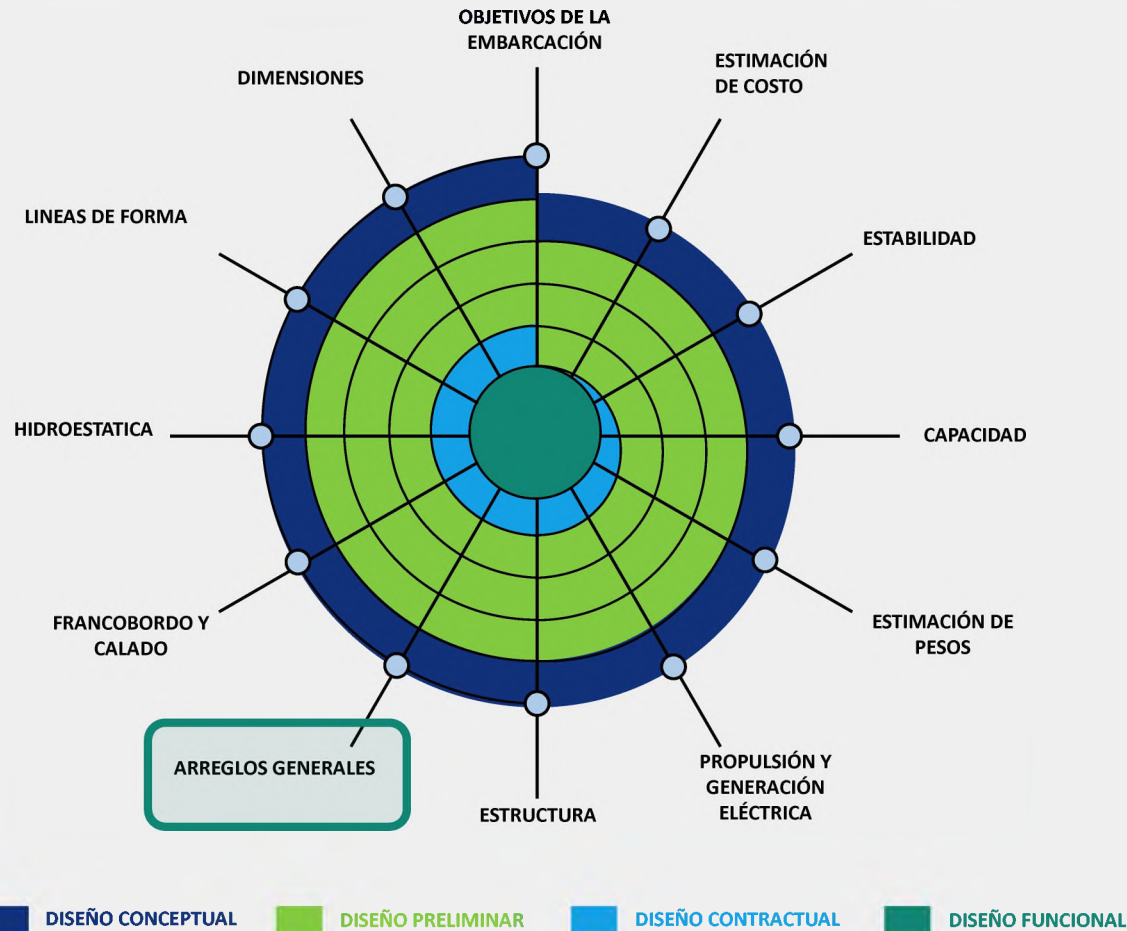 OBJETIVOS DE LA
EMBARCACIÓN
ESTIMACIÓN
DE COSTO
DIMENSIONES
LINEAS DE FORMA
ESTABILIDAD
HIDROESTATICA
CAPACIDAD
FRANCOBORDO Y
CALADO
ESTIMACIÓN DE
PESOS
ARREGLOS GENERALES
PROPULSIÓN Y
GENERACIÓN
ELÉCTRICA
ESTRUCTURA
DISEÑO CONCEPTUAL
DISEÑO PRELIMINAR
DISEÑO CONTRACTUAL
DISEÑO FUNCIONAL